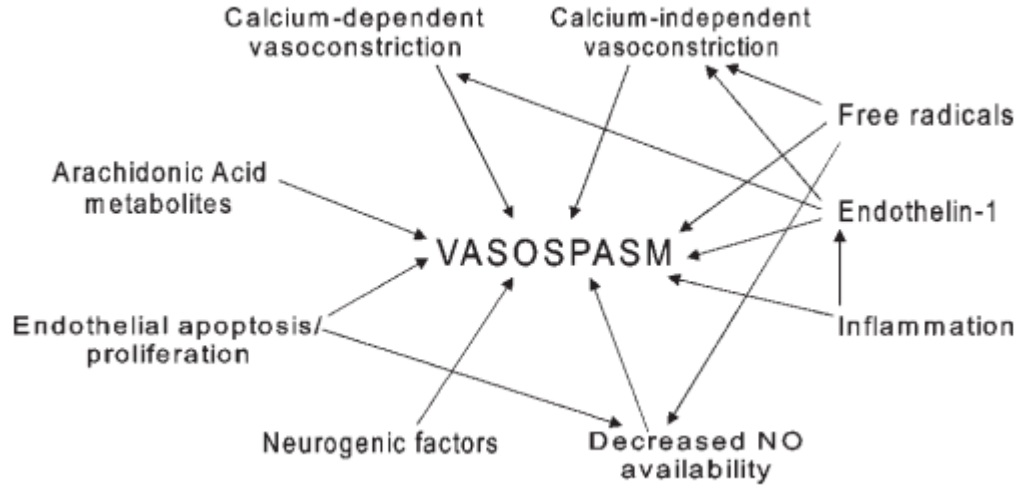 Calcium-dependent
vasoconstriction
Calcium-independent
vasoconstriction
Free radicals
Arachidonic Acid
metabolites
Endothelin-1
VASOSPASM
Endothelial apoptosis/
proliferation
Inflammation
Neurogenic factors
Decreased NO
availability